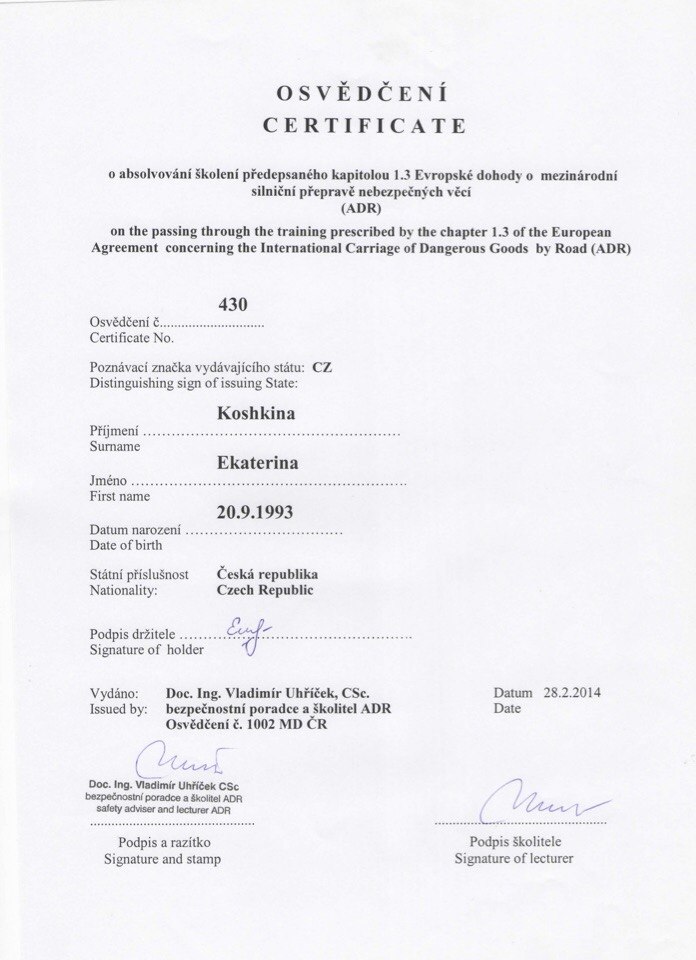 OSVĚDČENÍ
CERTIFICATE
o absolvování školení předepsaného kapitolou 1.3 Evropské dohody o mezinárodní
silniční přepravě nebezpečných věcí
(ADR)
on the passing through the training prescribed by the chapter 1.3 of the European
Agreement concerning the International Carriage of Dangerous Goods by Road (ADR)
430
Osvědčení č.............................
Certificate No.
Poznávací značka vydávajícího státu: CZ
Distinguishing sign of issuing State:
Koshkina
Příjmení ……………………………………………
Surname
Ekaterina
Jméno ………………………………………………
First name
20.9.1993
Datum narození …………………………
Date of birth
Státní příslušnost Česká republika
Nationality: Czech Republic
Podpis držitele ………………………………………
Signature of holder
Vydáno: Doc. Ing. Vladimír Uhříček, CSc. Datum 28.2.2014
Issued by: bezpečnostní poradce a školitel ADR Date
Osvědčení č. 1002 MD ČR
Doc. Ing. Vladimír Uhříček CSc
bezpečnostní poradce a školitel ADR
safety adviser and lecturer ADR
Podpis a razítko Podpis školitele
Signature and stamp Signature of lecturer